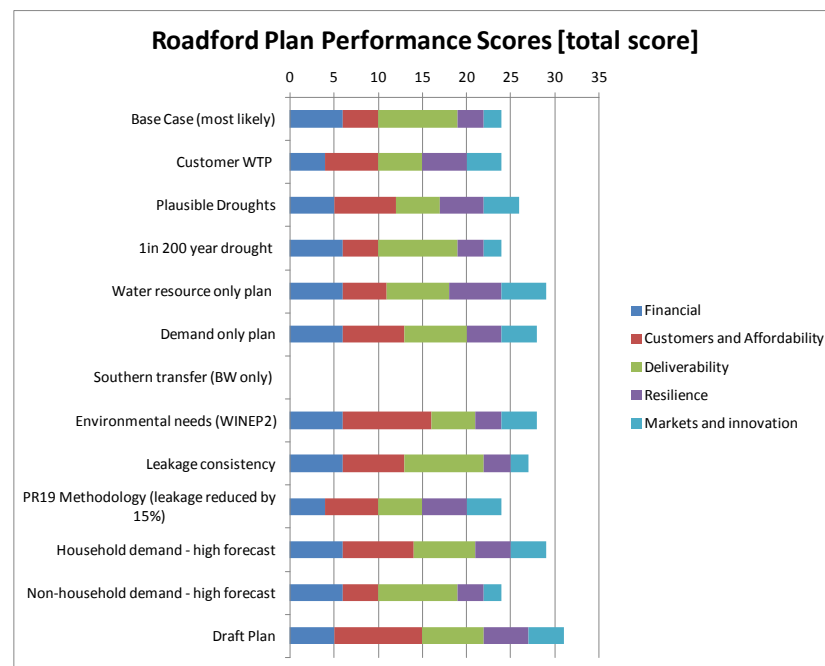 Roadford Plan Performance Scores [total score]
0 5 10 15 20 25 30 35
Base Case (most likely)
Customer WTP
Plausible Droughts
1in 200 year drought
Water resource only plan
Demand only plan
Southern transfer (BW only)
Environmental needs (WINEP2)
Leakage consistency
PR19 Methodology (leakage reduced by
15%)
Household demand - high forecast
Non-household demand - high forecast
Draft Plan
Financial
Customers and Affordability
Deliverability
Resilience
Markets and innovation